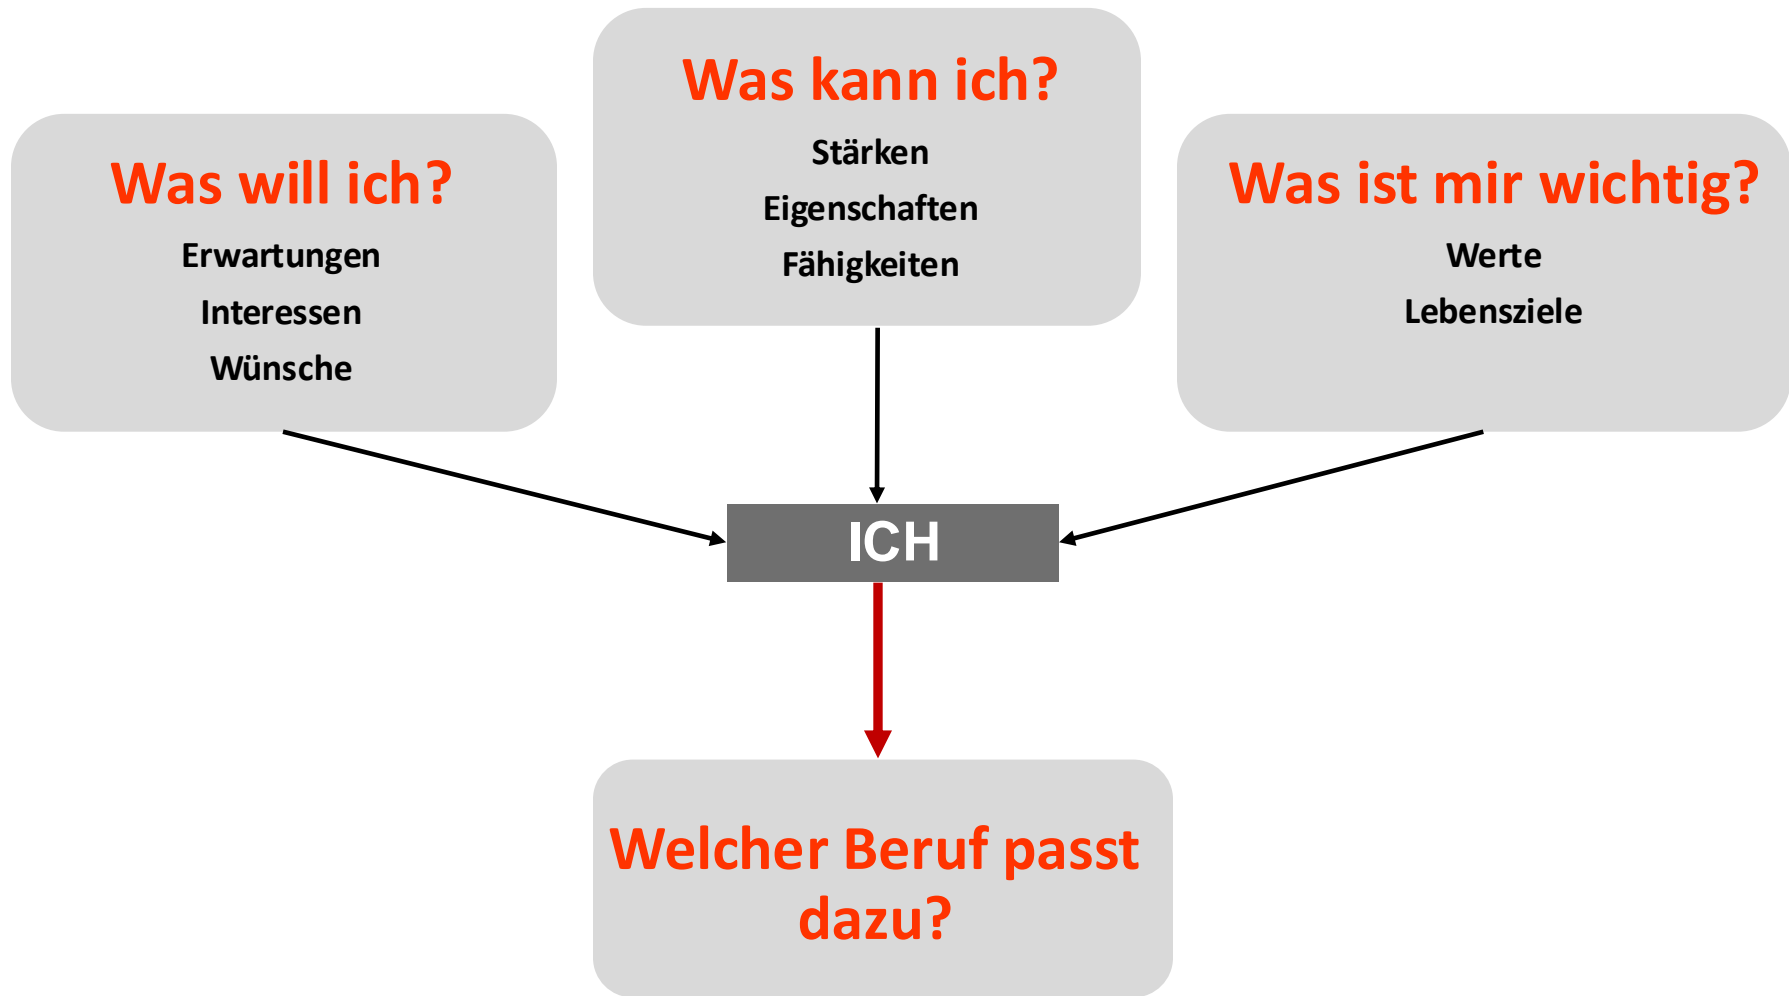 Was will ich?
Erwartungen
Interessen
Wünsche
Was kann ich?
Stärken
Eigenschaften
Fähigkeiten
Was ist mir wichtig?
Werte
Lebensziele
ICH
Welcher Beruf passt
dazu?